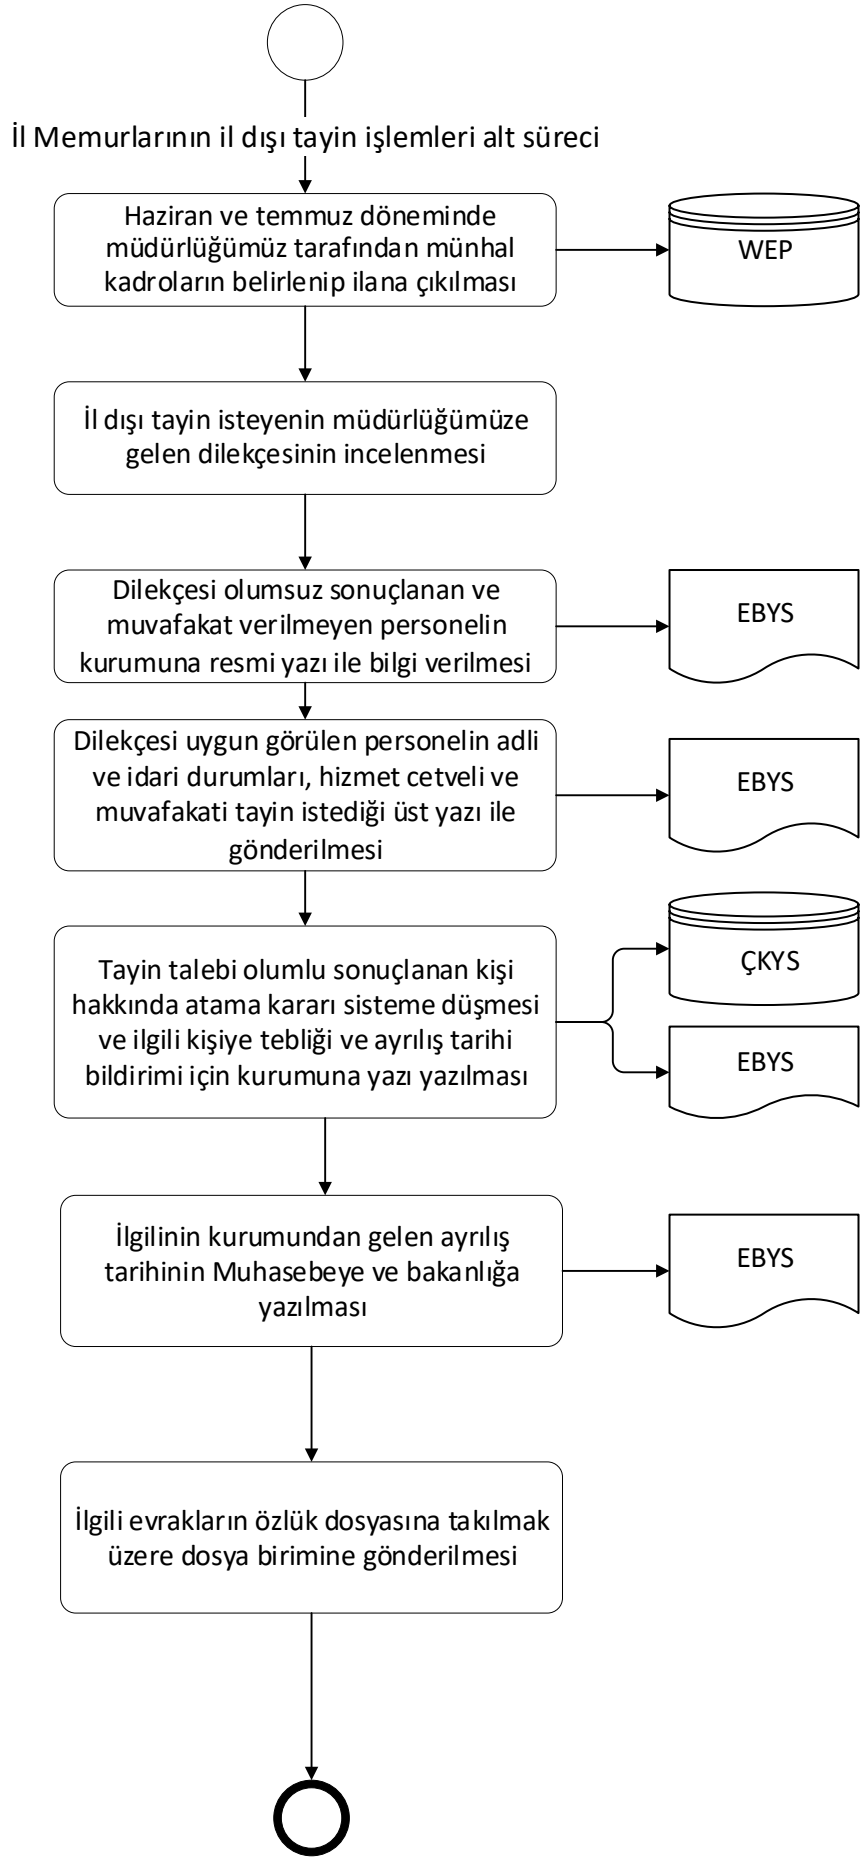 İl Memurlarının il dışı tayin işlemleri alt süreci
Haziran ve temmuz döneminde
müdürlüğümüz tarafından münhal
kadroların belirlenip ilana çıkılması
WEP
İl dışı tayin isteyenin müdürlüğümüze
gelen dilekçesinin incelenmesi
Dilekçesi olumsuz sonuçlanan ve
muvafakat verilmeyen personelin
kurumuna resmi yazı ile bilgi verilmesi
EBYS
Dilekçesi uygun görülen personelin adli
ve idari durumları, hizmet cetveli ve
muvafakati tayin istediği üst yazı ile
gönderilmesi
EBYS
Tayin talebi olumlu sonuçlanan kişi
hakkında atama kararı sisteme düşmesi
ve ilgili kişiye tebliği ve ayrılış tarihi
bildirimi için kurumuna yazı yazılması
ÇKYS
EBYS
İlgilinin kurumundan gelen ayrılış
tarihinin Muhasebeye ve bakanlığa
yazılması
EBYS
İlgili evrakların özlük dosyasına takılmak
üzere dosya birimine gönderilmesi